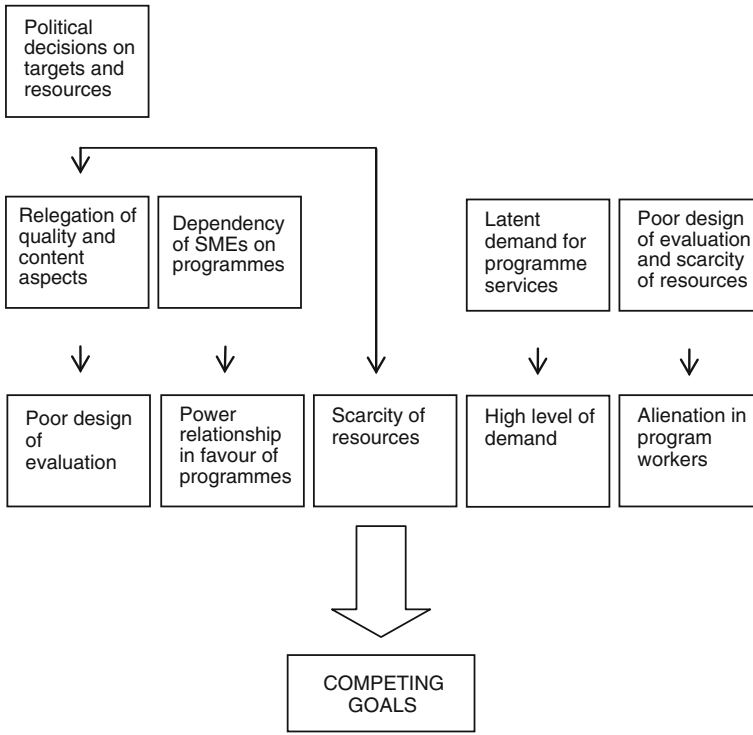 Political
decisions on
targets and
resources
Relegation of
quality and
content
aspects
Dependency
of SMEs on
programmes
Latent
demand for
programme
services
Poor design
of evaluation
and scarcity
of resources
Poor design
of
evaluation
Power
relationship
in favour of
programmes
Scarcity of
resources
High level of
demand
Alienation in
program
workers
COMPETING
GOALS